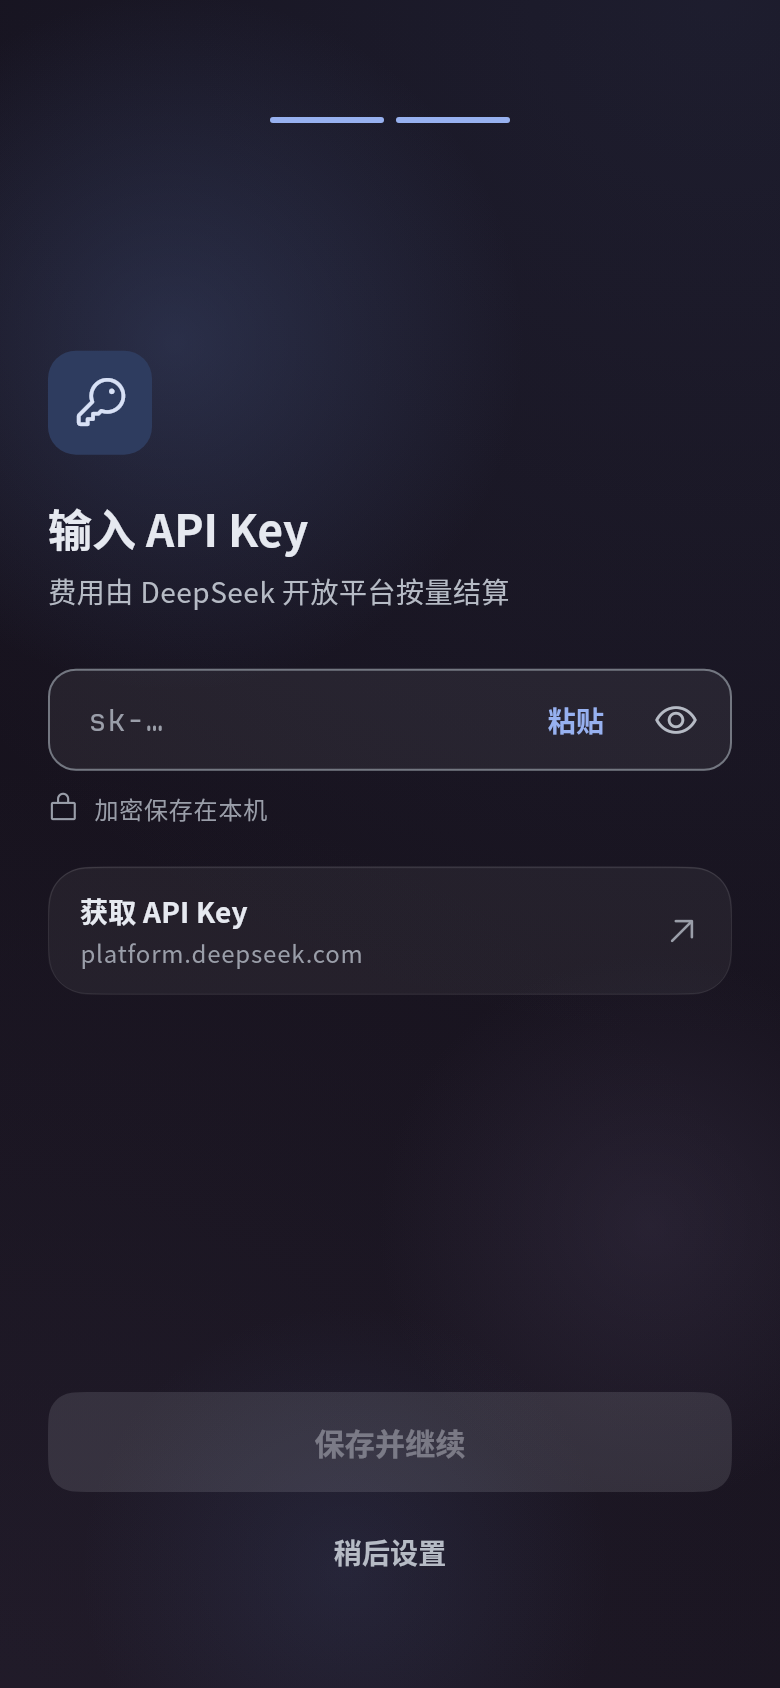 输入 API Key
费用由 DeepSeek 开放平台按量结算
sk-…
粘贴
加密保存在本机
获取 API Key
platform.deepseek.com
保存并继续
稍后设置